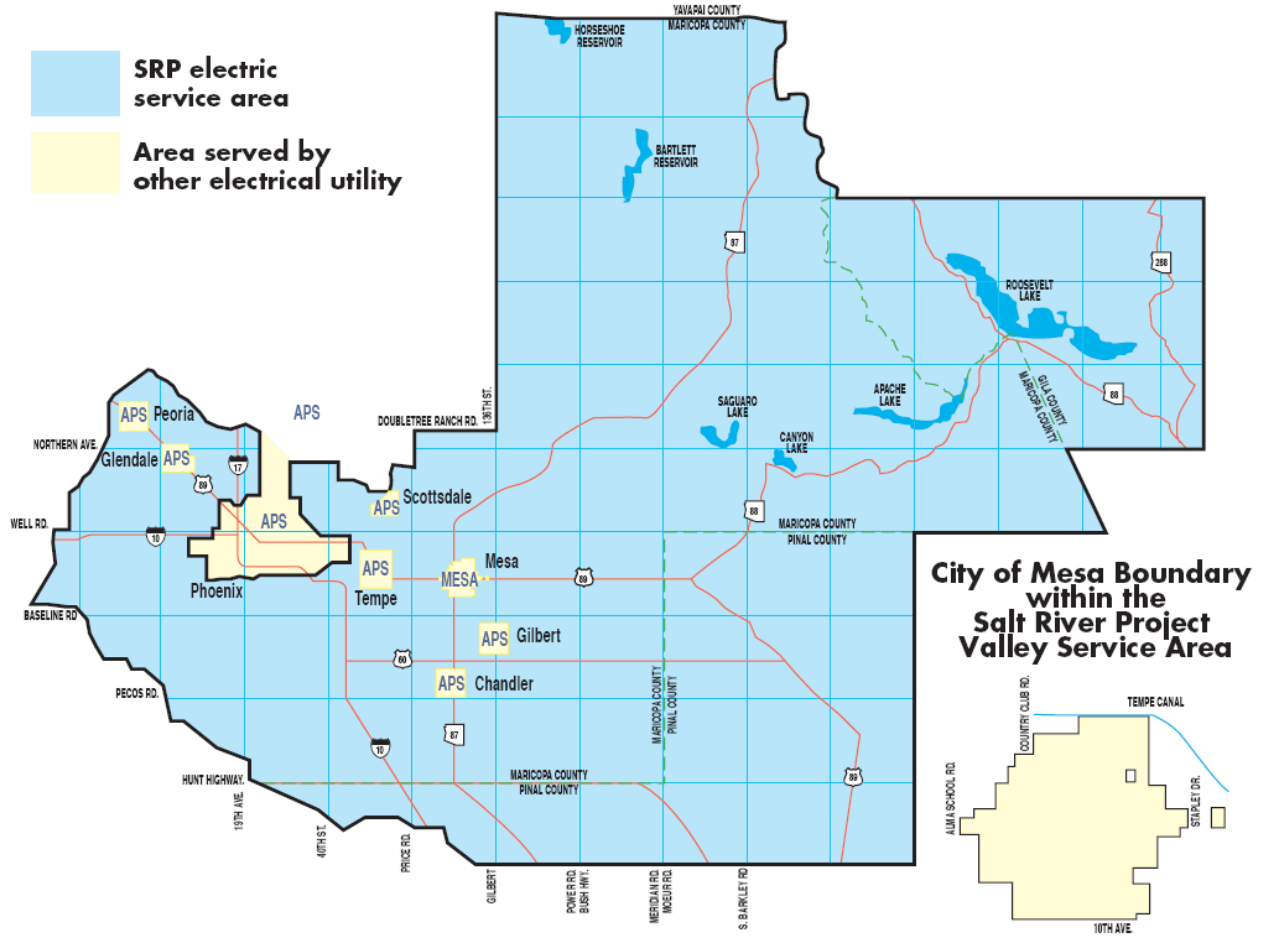 YAVAPAI COUNTY
MARICOPA COUNTY
HORSESHOE
RESERVOIR
SRP electric
service area
Area served by
other electrical utility
BARTLETT
RESERVOIR
87
288
ROOSEVELT
LAKE
GILA COUNTY
MARICOPA COUNTY
88
APACHE
LAKE
SAGUARO
LAKE
CANYON
LAKE
136TH ST.
DOUBLETREE RANCH RD.
APS
APS
Peoria
NORTHERN AVE.
Glendale
APS
17
89
Scottsdale
APS
APS
WELL RD.
10
88
MARICOPA COUNTY
PINAL COUNTY
Phoenix
APS
Tempe
MESA
Mesa
89
BASELINE RD
APS
Gilbert
60
APS
Chandler
PECOS RD.
MARICOPA COUNTY
PINAL COUNTY
87
10
89
HUNT HIGHWAY.
MARICOPA COUNTY
PINAL COUNTY
19TH AVE.
40TH ST.
PRICE RD.
GILBERT
POWER RD.
BUSH HWY.
MERIDIAN RD.
MOEUR RD.
S. BARKLEY RD
City of Mesa Boundary
within the
Salt River Project
Valley Service Area
COUNTRY CLUB RD.
TEMPE CANAL
ALMA SCHOOL RD.
STAPLEY DR.
10TH AVE.